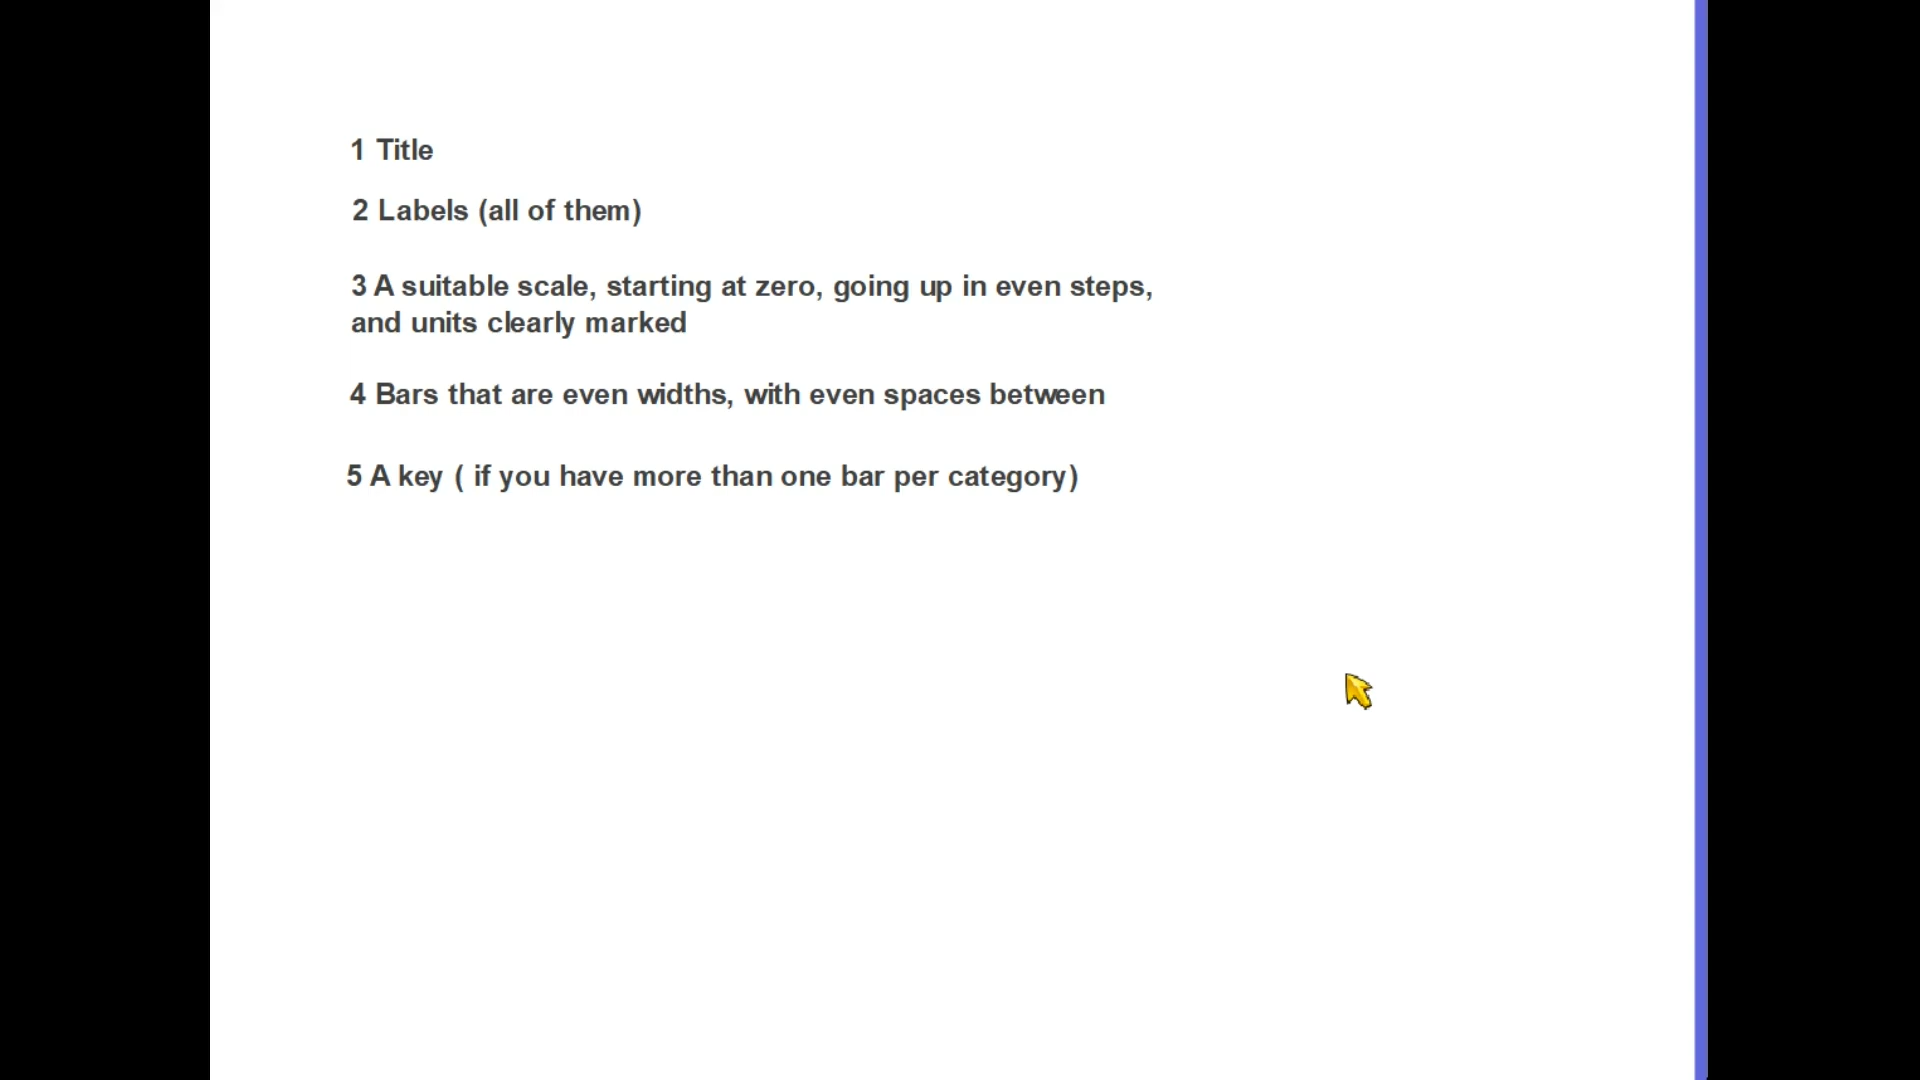 1 Title
2 Labels (all of them)
3 A suitable scale, starting at zero, going up in even steps,
and units clearly marked
4 Bars that are even widths, with even spaces between
5 A key ( if you have more than one bar per category)